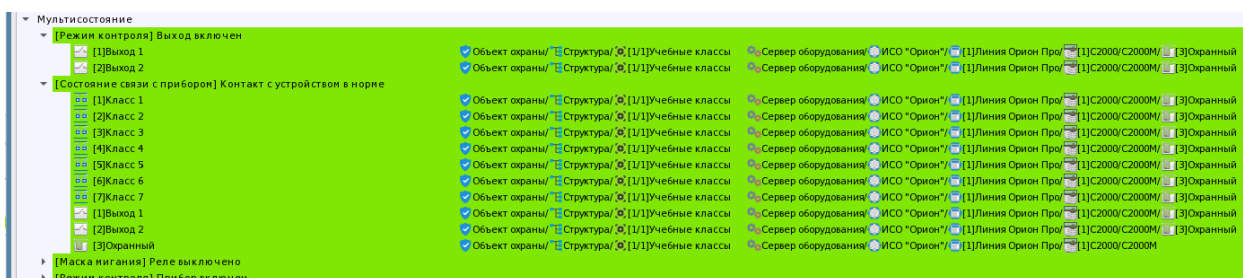 Мультисостояние
[Режим контроля] Выход включен
[1]Выход 1 Объект охраны/ Структура/ [1/1]Учебные классы Сервер оборудования/ ИСО "Орион"/ [1]Линия Орион Про/ [1]С2000/С2000М/ [3]Охранный
[2]Выход 2 Объект охраны/ Структура/ [1/1]Учебные классы Сервер оборудования/ ИСО "Орион"/ [1]Линия Орион Про/ [1]С2000/С2000М/ [3]Охранный
[Состояние связи с прибором] Контакт с устройством в норме
[1]Класс 1 Объект охраны/ Структура/ [1/1]Учебные классы Сервер оборудования/ ИСО "Орион"/ [1]Линия Орион Про/ [1]С2000/С2000М/ [3]Охранный
[2]Класс 2 Объект охраны/ Структура/ [1/1]Учебные классы Сервер оборудования/ ИСО "Орион"/ [1]Линия Орион Про/ [1]С2000/С2000М/ [3]Охранный
[3]Класс 3 Объект охраны/ Структура/ [1/1]Учебные классы Сервер оборудования/ ИСО "Орион"/ [1]Линия Орион Про/ [1]С2000/С2000М/ [3]Охранный
[4]Класс 4 Объект охраны/ Структура/ [1/1]Учебные классы Сервер оборудования/ ИСО "Орион"/ [1]Линия Орион Про/ [1]С2000/С2000М/ [3]Охранный
[5]Класс 5 Объект охраны/ Структура/ [1/1]Учебные классы Сервер оборудования/ ИСО "Орион"/ [1]Линия Орион Про/ [1]С2000/С2000М/ [3]Охранный
[6]Класс 6 Объект охраны/ Структура/ [1/1]Учебные классы Сервер оборудования/ ИСО "Орион"/ [1]Линия Орион Про/ [1]С2000/С2000М/ [3]Охранный
[7]Класс 7 Объект охраны/ Структура/ [1/1]Учебные классы Сервер оборудования/ ИСО "Орион"/ [1]Линия Орион Про/ [1]С2000/С2000М/ [3]Охранный
[1]Выход 1 Объект охраны/ Структура/ [1/1]Учебные классы Сервер оборудования/ ИСО "Орион"/ [1]Линия Орион Про/ [1]С2000/С2000М/ [3]Охранный
[2]Выход 2 Объект охраны/ Структура/ [1/1]Учебные классы Сервер оборудования/ ИСО "Орион"/ [1]Линия Орион Про/ [1]С2000/С2000М/ [3]Охранный
[3]Охранный Объект охраны/ Структура/ [1/1]Учебные классы Сервер оборудования/ ИСО "Орион"/ [1]Линия Орион Про/ [1]С2000/С2000М
[Маска мигания] Реле выключено
[Режим контроля] Прибор включен